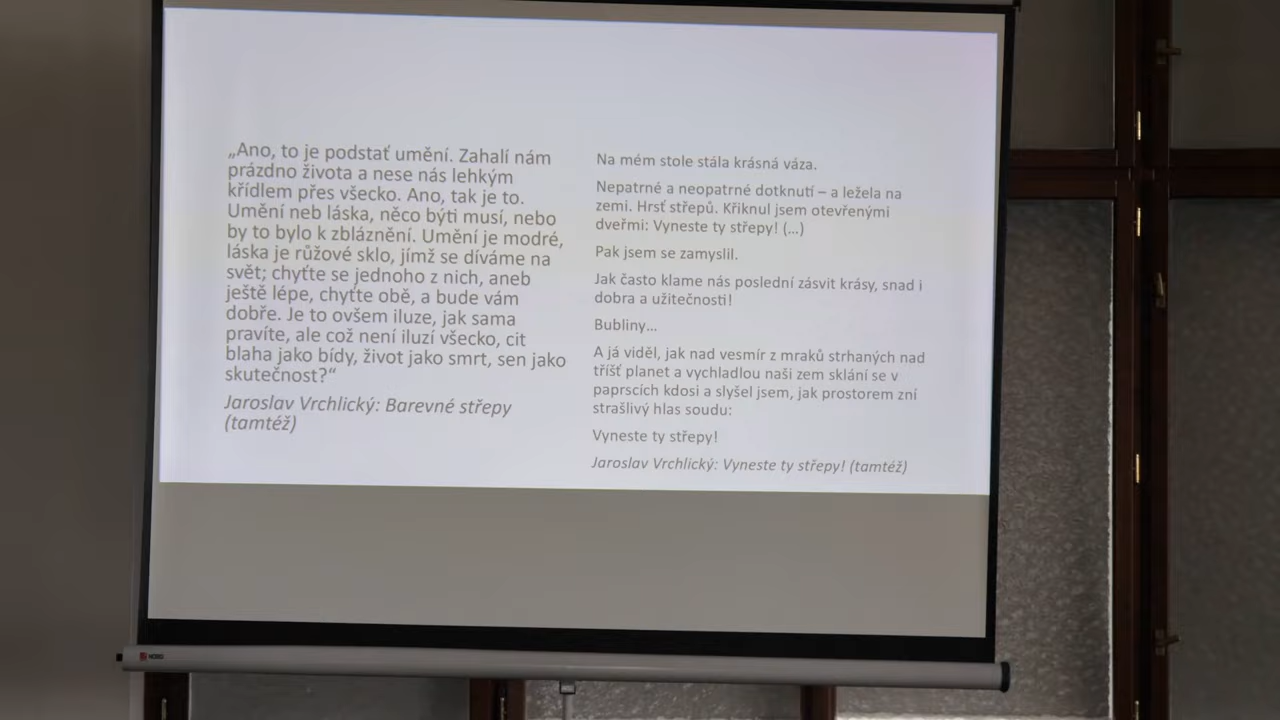 „Ano, to je podstať umění. Zahalí nám
prázdno života a nese nás lehkým
křídlem přes všecko. Ano, tak je to.
Umění neb láska, něco býti musí, nebo
by to bylo k zbláznění. Umění je modré,
láska je růžové sklo, jímž se díváme na
svět; chyťte se jednoho z nich, aneb
ještě lépe, chyťte obě, a bude vám
dobře. Je to ovšem iluze, jak sama
pravíte, ale což není iluzí všecko, cit
blaha jako bídy, život jako smrt, sen jako
skutečnost?“
Jaroslav Vrchlický: Barevné střepy
(tamtéž)
Na mém stole stála krásná váza.
Nepatrné a neopatrné dotknutí – a ležela na
zemi. Hrsť střepů. Křiknul jsem otevřenými
dveřmi: Vyneste ty střepy! (…)
Pak jsem se zamyslil.
Jak často klame nás poslední zásvit krásy, snad i
dobra a užitečnosti!
Bubliny…
A já viděl, jak nad vesmír z mraků strhaných nad
tříšť planet a vychladlou naši zem sklání se v
paprscích kdosi a slyšel jsem, jak prostorem zní
strašlivý hlas soudu:
Vyneste ty střepy!
Jaroslav Vrchlický: Vyneste ty střepy! (tamtéž)